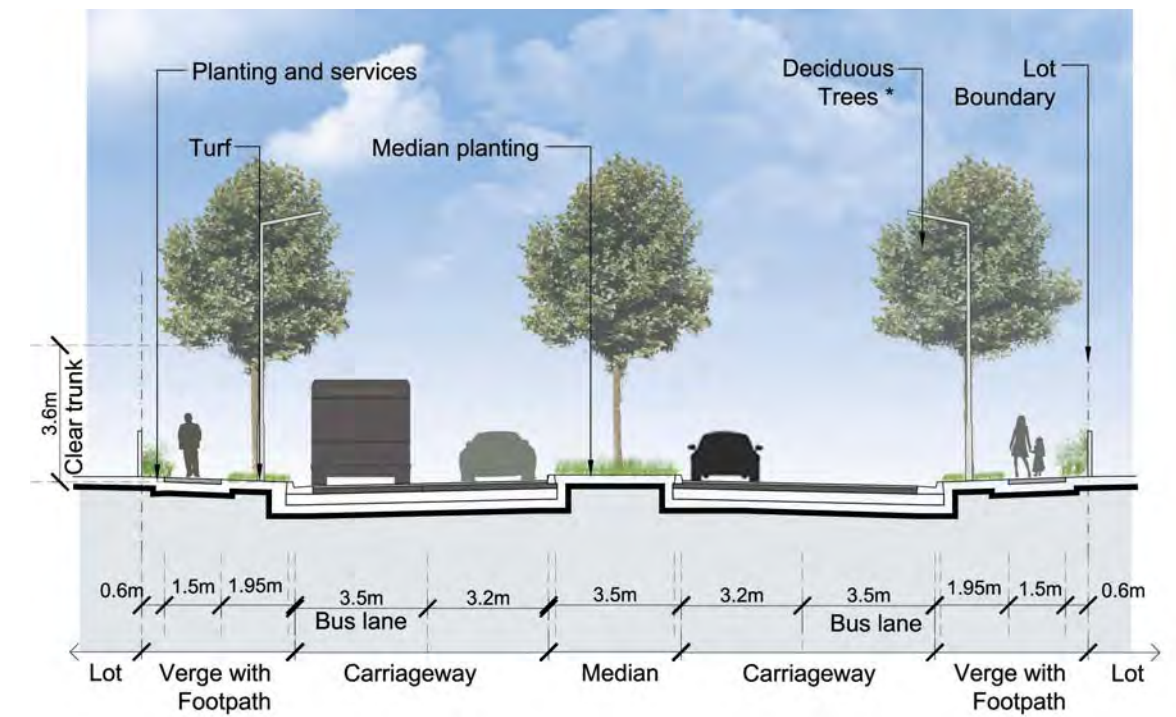 Planting and services
Deciduous
Trees *
Lot
Boundary
Turf
Median planting
3.6m
Clear trunk
0.6m
1.5m
1.95m
3.5m
3.2m
3.5m
3.2m
3.5m
1.95m
1.5m
0.6m
Bus lane
Bus lane
Lot
Verge with
Footpath
Carriageway
Median
Carriageway
Verge with
Footpath
Lot